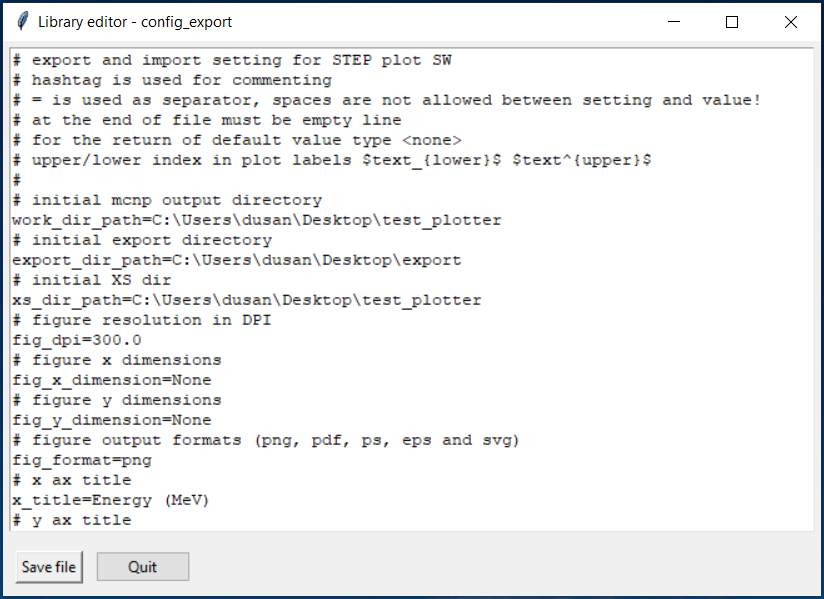 Library editor - config_export
# export and import setting for STEP plot SW
# hashtag is used for commenting
# = is used as separator, spaces are not allowed between setting and value!
# at the end of file must be empty line
# for the return of default value type <none>
# upper/lower index in plot labels $text_{lower}$ $text^{upper}$
#
# initial mcnp output directory
work_dir_path=C:\Users\dusan\Desktop\test_plotter
# initial export directory
export_dir_path=C:\Users\dusan\Desktop\export
# initial XS dir
xs_dir_path=C:\Users\dusan\Desktop\test_plotter
# figure resolution in DPI
fig_dpi=300.0
# figure x dimensions
fig_x_dimension=None
# figure y dimensions
fig_y_dimension=None
# figure output formats (png, pdf, ps, eps and svg)
fig_format=png
# x ax title
x_title=Energy (MeV)
# y ax title
Save file Quit